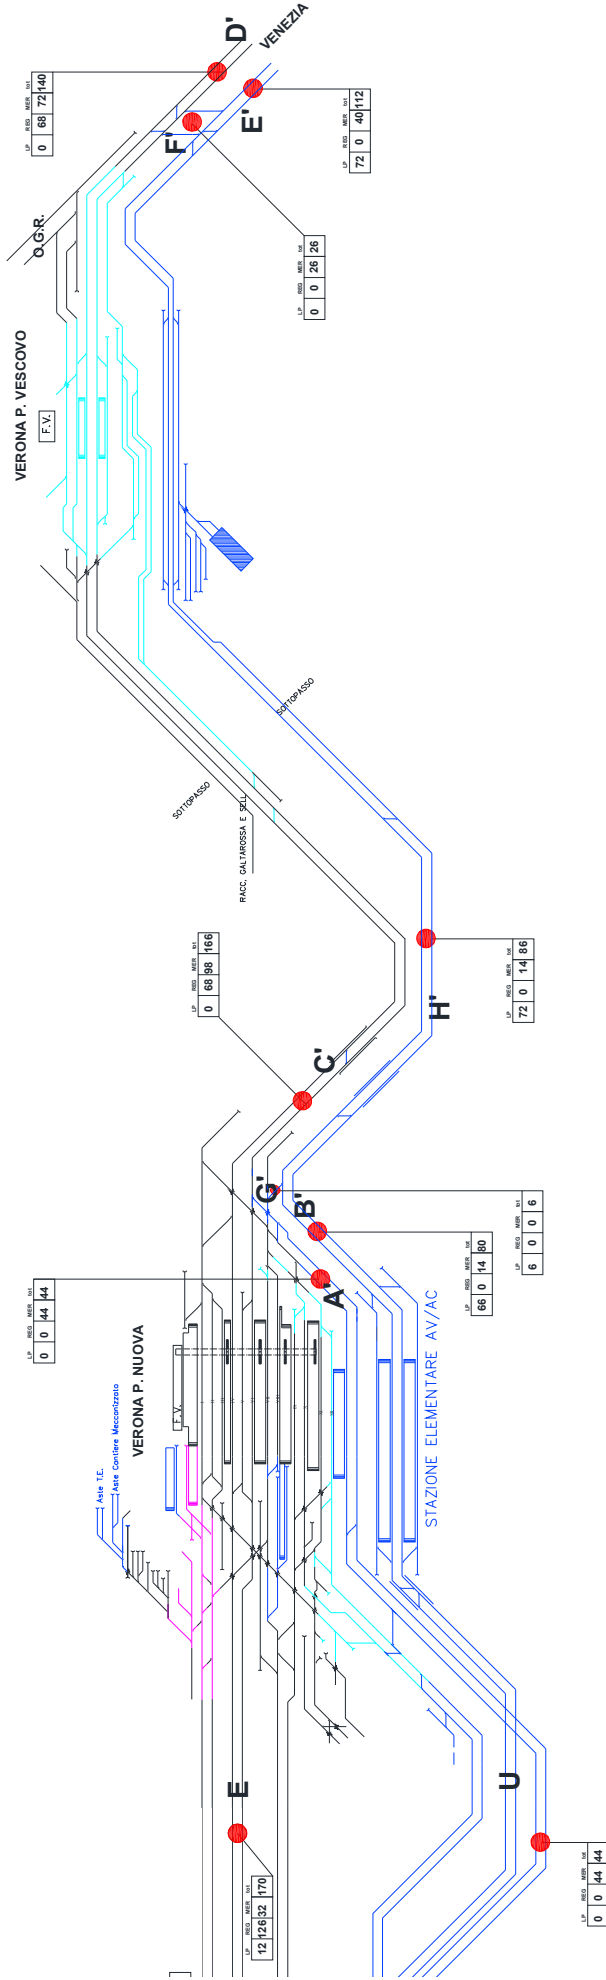 VENEZIA
D'
LP REG MER tot
0 68 72 140
E'
F'
LP REG MER tot
72 0 40 112
O.G.R.
LP REG MER tot
0 0 26 26
VERONA P. VESCOVO
F.V.
SOTTOPASSO
SOTTOPASSO
RACC. GALTAROSSA E SELL
LP REG MER tot
0 68 98 166
C'
H'
LP REG MER tot
72 0 14 86
G'
B'
LP REG MER tot
6 0 0 6
LP REG MER tot
66 0 14 80
A'
LP REG MER tot
0 0 44 44
VERONA P. NUOVA
F.V.
STAZIONE ELEMENTARE AV/AC
Aste T.E.
Aste Cantiere Meccanizzato
E
U
LP REG MER tot
12 126 32 170
LP REG MER tot
0 0 44 44